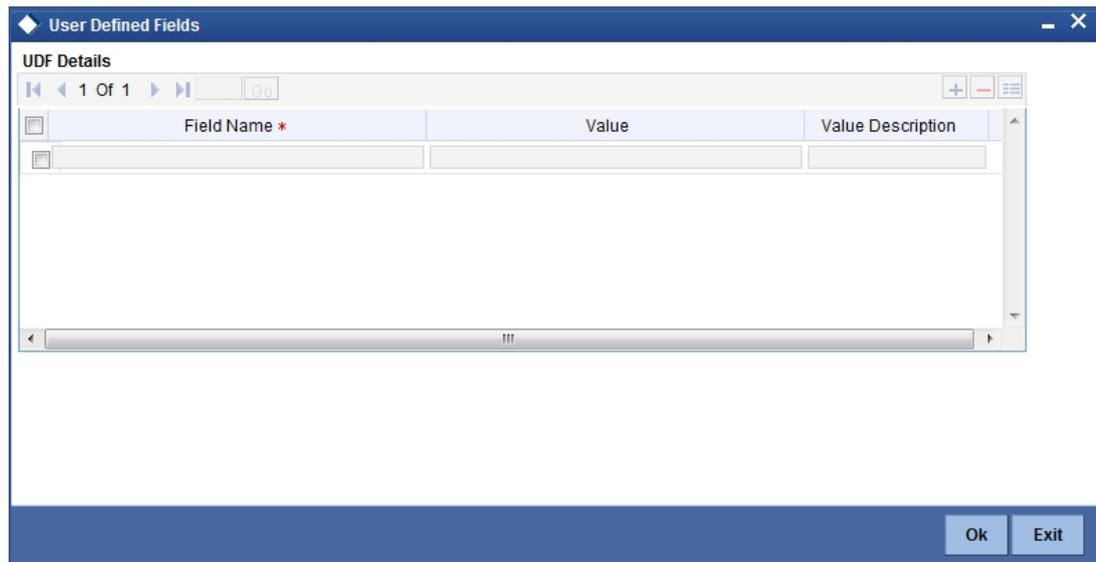 User Defined Fields
UDF Details
1 Of 1 Go
Field Name * Value Value Description
Ok Exit